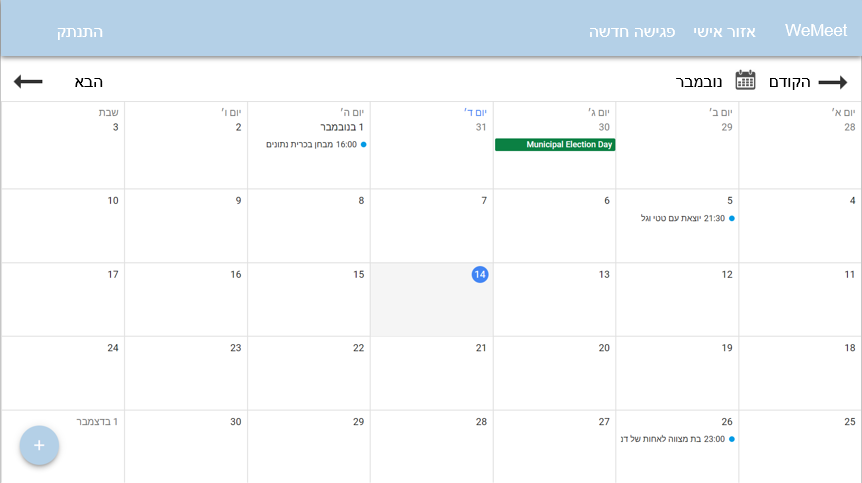 WeMeet
אזור אישי
פגישה חדשה
התנתק
הקודם
נובמבר
הבא
יום א׳
יום ב׳
יום ג׳
יום ד׳
יום ה׳
יום ו׳
שבת
28
29
30
31
1 בנובמבר
2
3
Municipal Election Day
16:00 מבחן בכרית נתונים
4
5
6
7
8
9
10
21:30 יוצאת עם טטי וגל
11
12
13
14
15
16
17
18
19
20
21
22
23
24
25
26
27
28
29
30
1 בדצמבר
23:00 בת מצווה לאחות של דנ
+